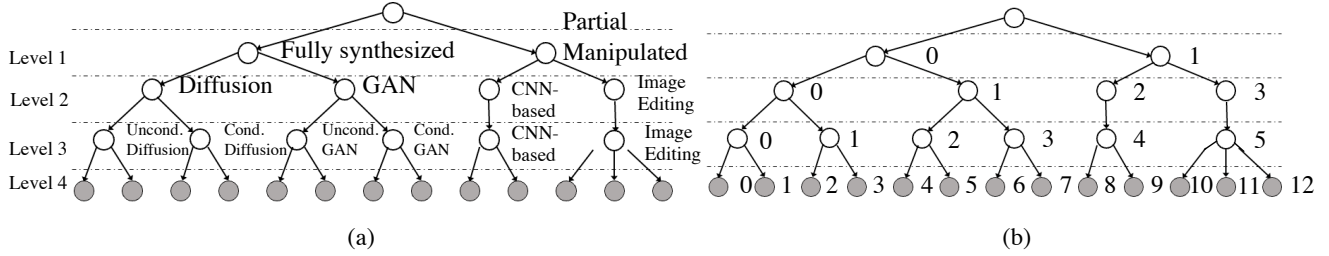 Partial
Level 1 Fully synthesized Manipulated 0 1
Level 2 Diffusion GAN CNN- Image 0 1 2 3
based Editing
Level 3 Uncond. Cond. Uncond. Cond. CNN- Image 0 1 2 3 4 5
Diffusion Diffusion GAN GAN based Editing
Level 4 0 1 2 3 4 5 6 7 8 9 10 11 12
(a) (b)